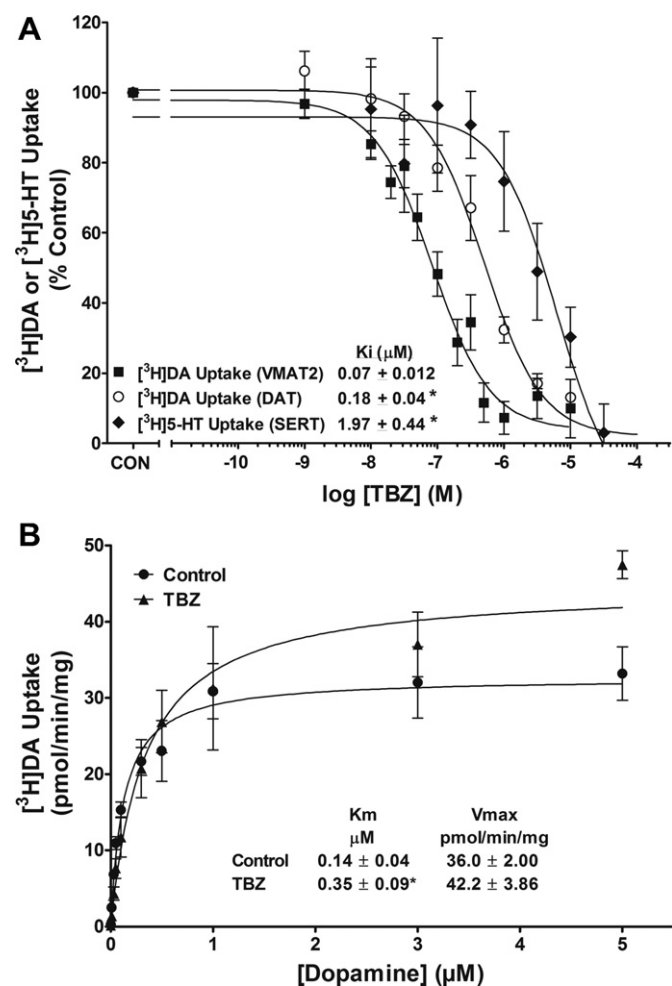 A
[³H]DA or [³H]5-HT Uptake
(% Control)
120
100
80
60
40
20
0
Ki (μM)
[³H]DA Uptake (VMAT2) 0.07 ± 0.012
[³H]DA Uptake (DAT) 0.18 ± 0.04 *
[³H]5-HT Uptake (SERT) 1.97 ± 0.44 *
CON -10 -9 -8 -7 -6 -5 -4
log [TBZ] (M)
B
[³H]DA Uptake
(pmol/min/mg)
50
40
30
20
10
0
Control
TBZ
Km Vmax
μM pmol/min/mg
Control 0.14 ± 0.04 36.0 ± 2.00
TBZ 0.35 ± 0.09* 42.2 ± 3.86
0 1 2 3 4 5
[Dopamine] (μM)